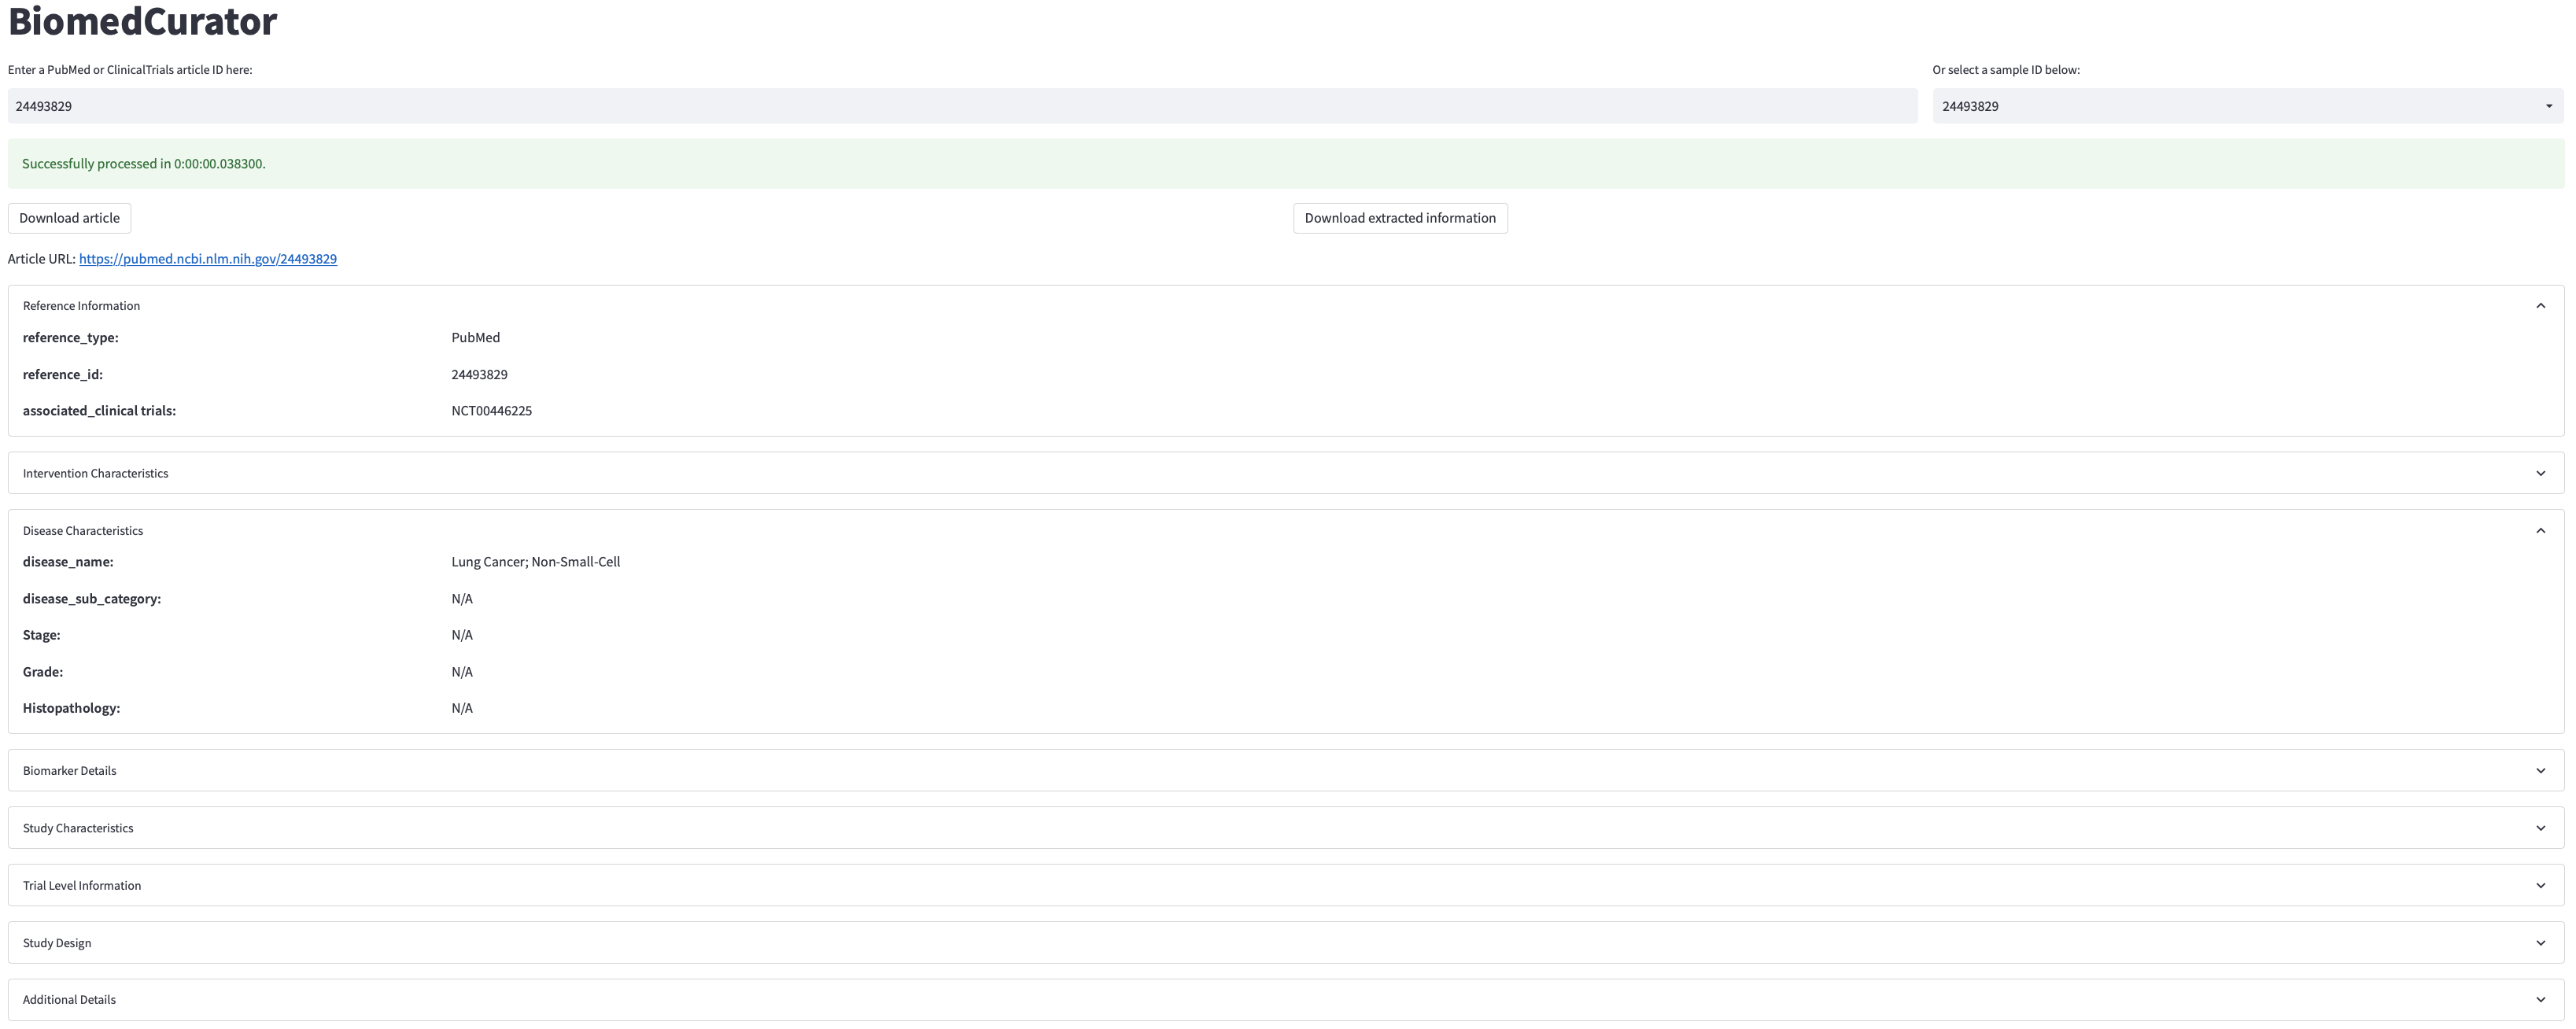 BiomedCurator
Enter a PubMed or ClinicalTrials article ID here:
Or select a sample ID below:
24493829
24493829
Successfully processed in 0:00:00.038300.
Download article
Download extracted information
Article URL: https://pubmed.ncbi.nlm.nih.gov/24493829
Reference Information
reference_type: PubMed
reference_id: 24493829
associated_clinical trials: NCT00446225
Intervention Characteristics
Disease Characteristics
disease_name: Lung Cancer; Non-Small-Cell
disease_sub_category: N/A
Stage: N/A
Grade: N/A
Histopathology: N/A
Biomarker Details
Study Characteristics
Trial Level Information
Study Design
Additional Details